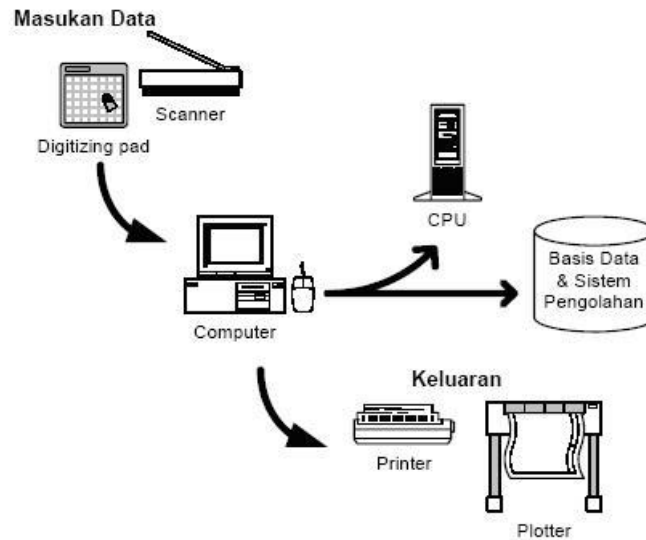 Masukan Data
Scanner
Digitizing pad
CPU
Basis Data
& Sistem
Pengolahan
Computer
Keluaran
Printer
Plotter